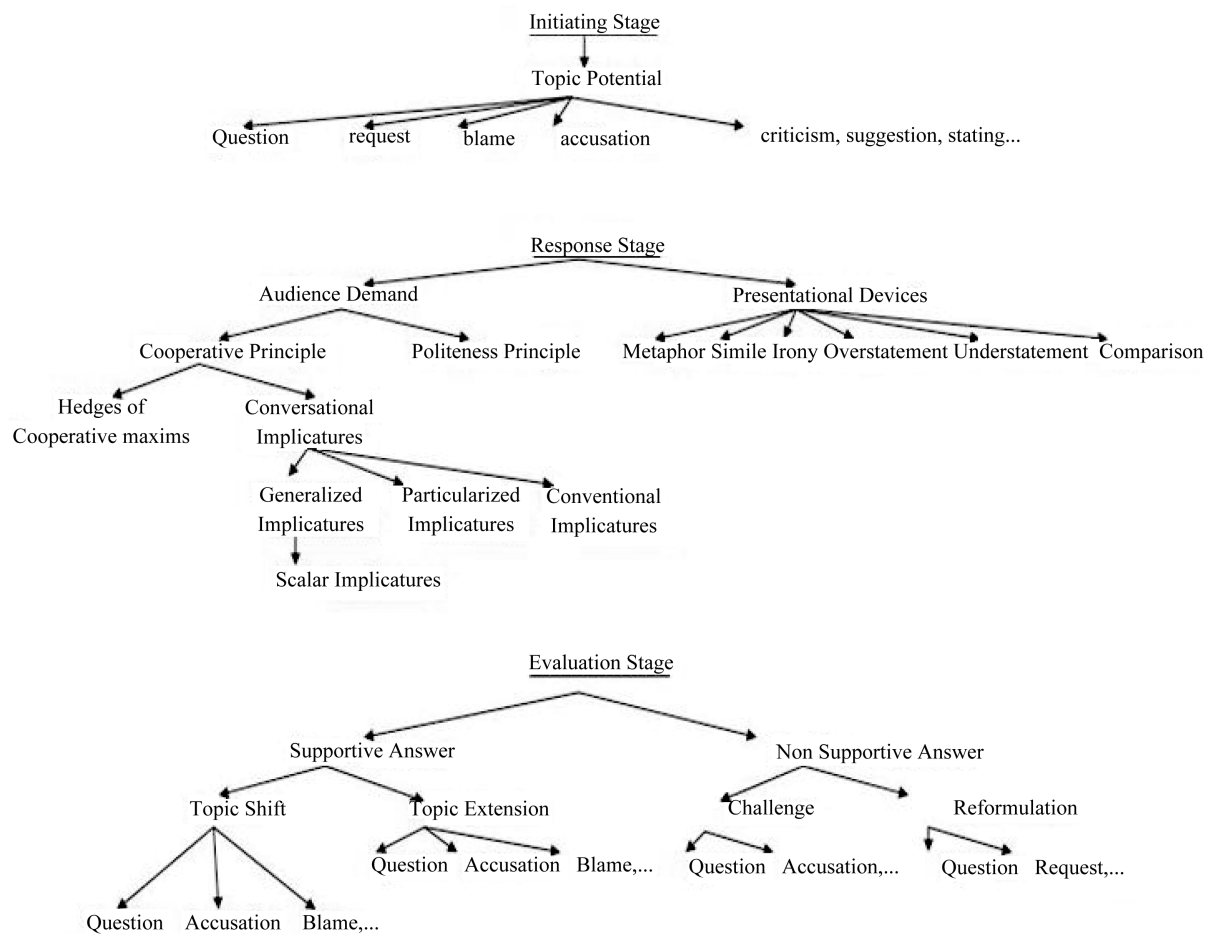 Initiating Stage
Topic Potential
Question request blame accusation criticism, suggestion, stating...
Response Stage
Audience Demand Presentational Devices
Cooperative Principle Politeness Principle Metaphor Simile Irony Overstatement Understatement Comparison
Hedges of
Cooperative maxims
Conversational
Implicatures
Generalized
Implicatures
Particularized
Implicatures
Conventional
Implicatures
Scalar Implicatures
Evaluation Stage
Supportive Answer Non Supportive Answer
Topic Shift Topic Extension Challenge Reformulation
Question Accusation Blame,... Question Accusation,... Question Request,...
Question Accusation Blame,...